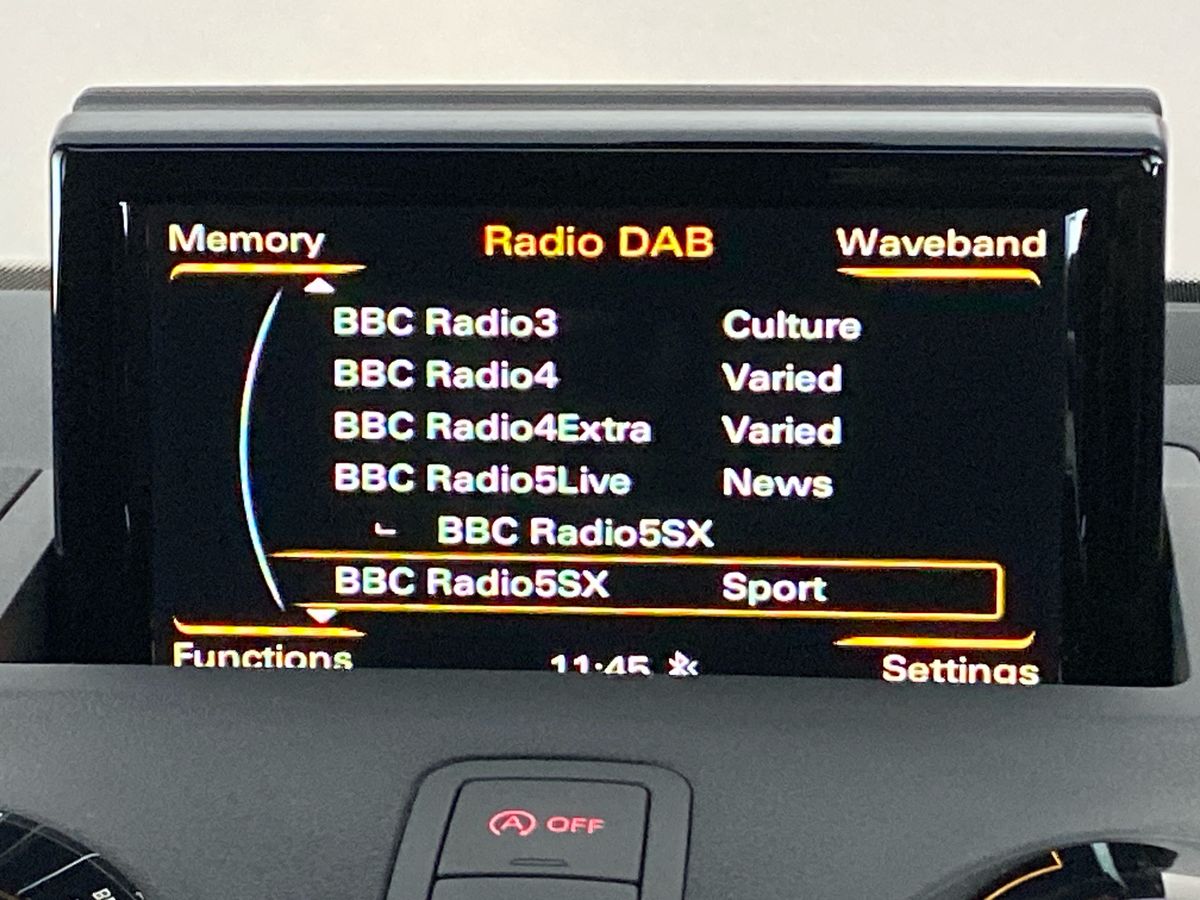 Memory Radio DAB Waveband
BBC Radio3 Culture
BBC Radio4 Varied
BBC Radio4Extra Varied
BBC Radio5Live News
BBC Radio5SX
BBC Radio5SX Sport
Functions 11:45 Settings
A OFF